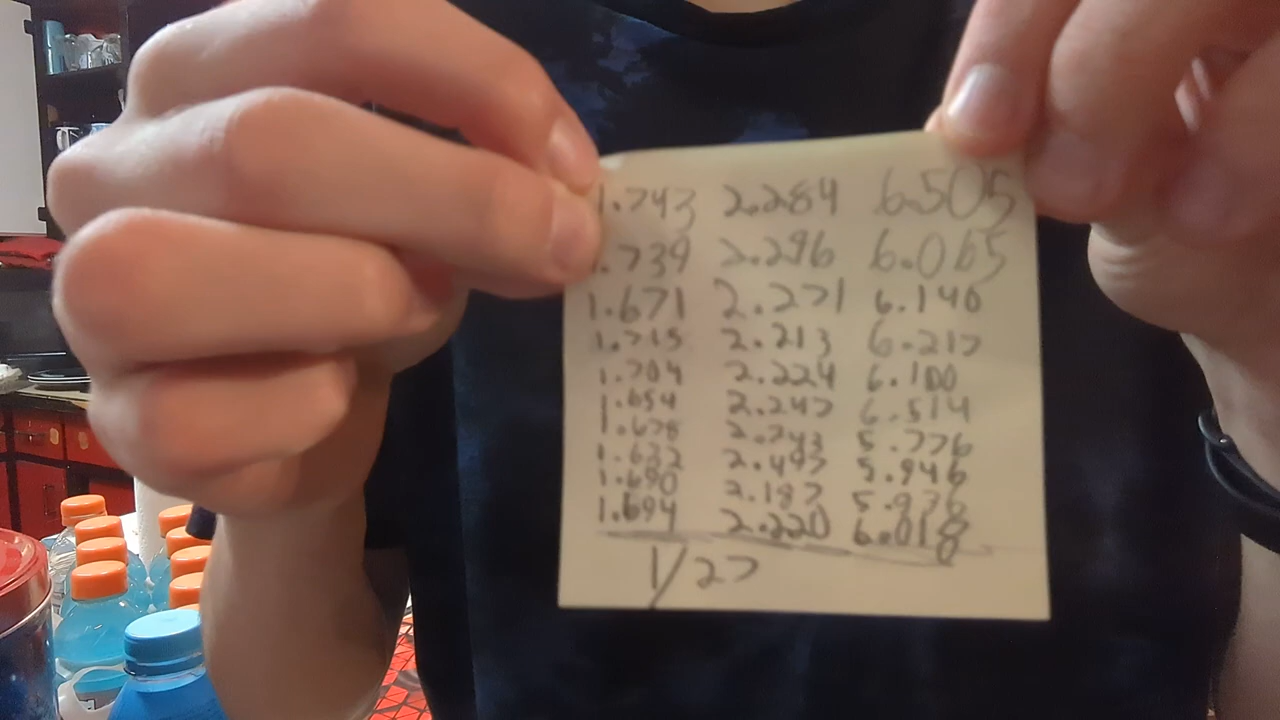 1.743 2.284 6.505
1.739 2.296 6.065
1.671 2.271 6.140
1.715 2.213 6.217
1.704 2.224 6.100
1.654 2.247 6.514
1.678 2.243 5.776
1.632 2.497 5.946
1.690 2.187 5.936
1.694 2.220 6.018
1/27